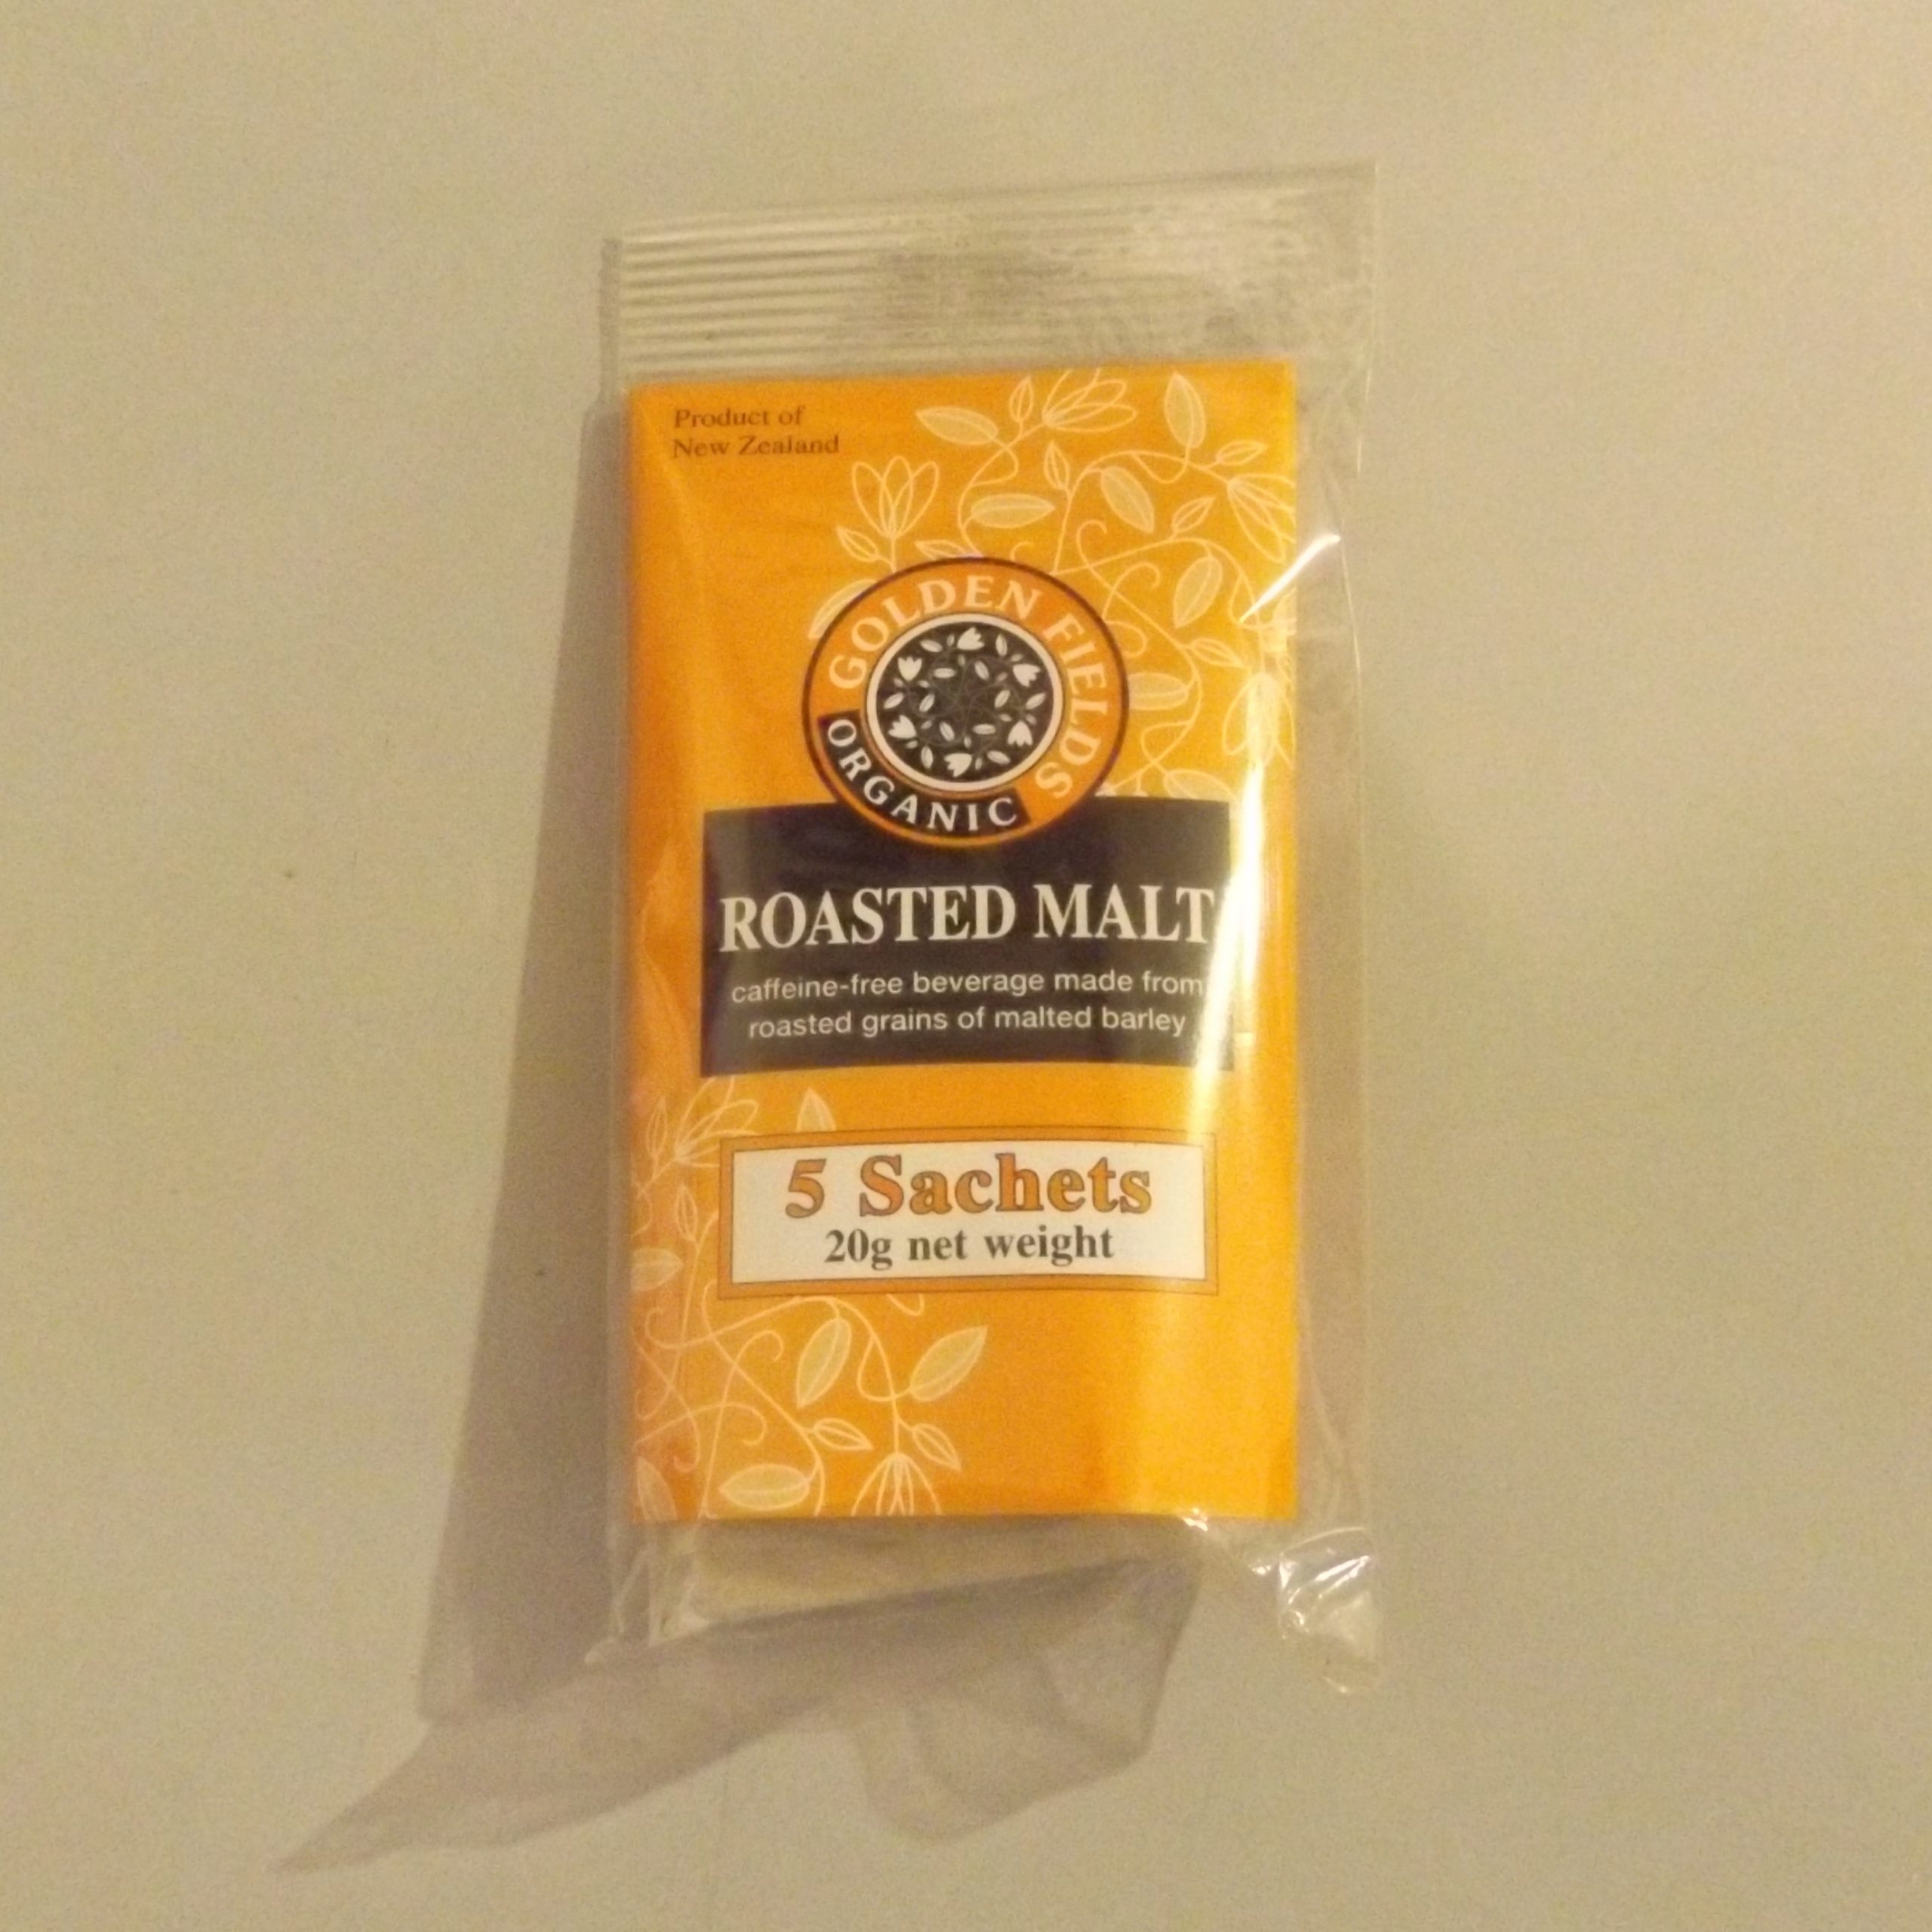 Product of
New Zealand
GOLDEN FIELDS
ORGANIC
ROASTED MALT
caffeine-free beverage made from
roasted grains of malted barley
5 Sachets
20g net weight